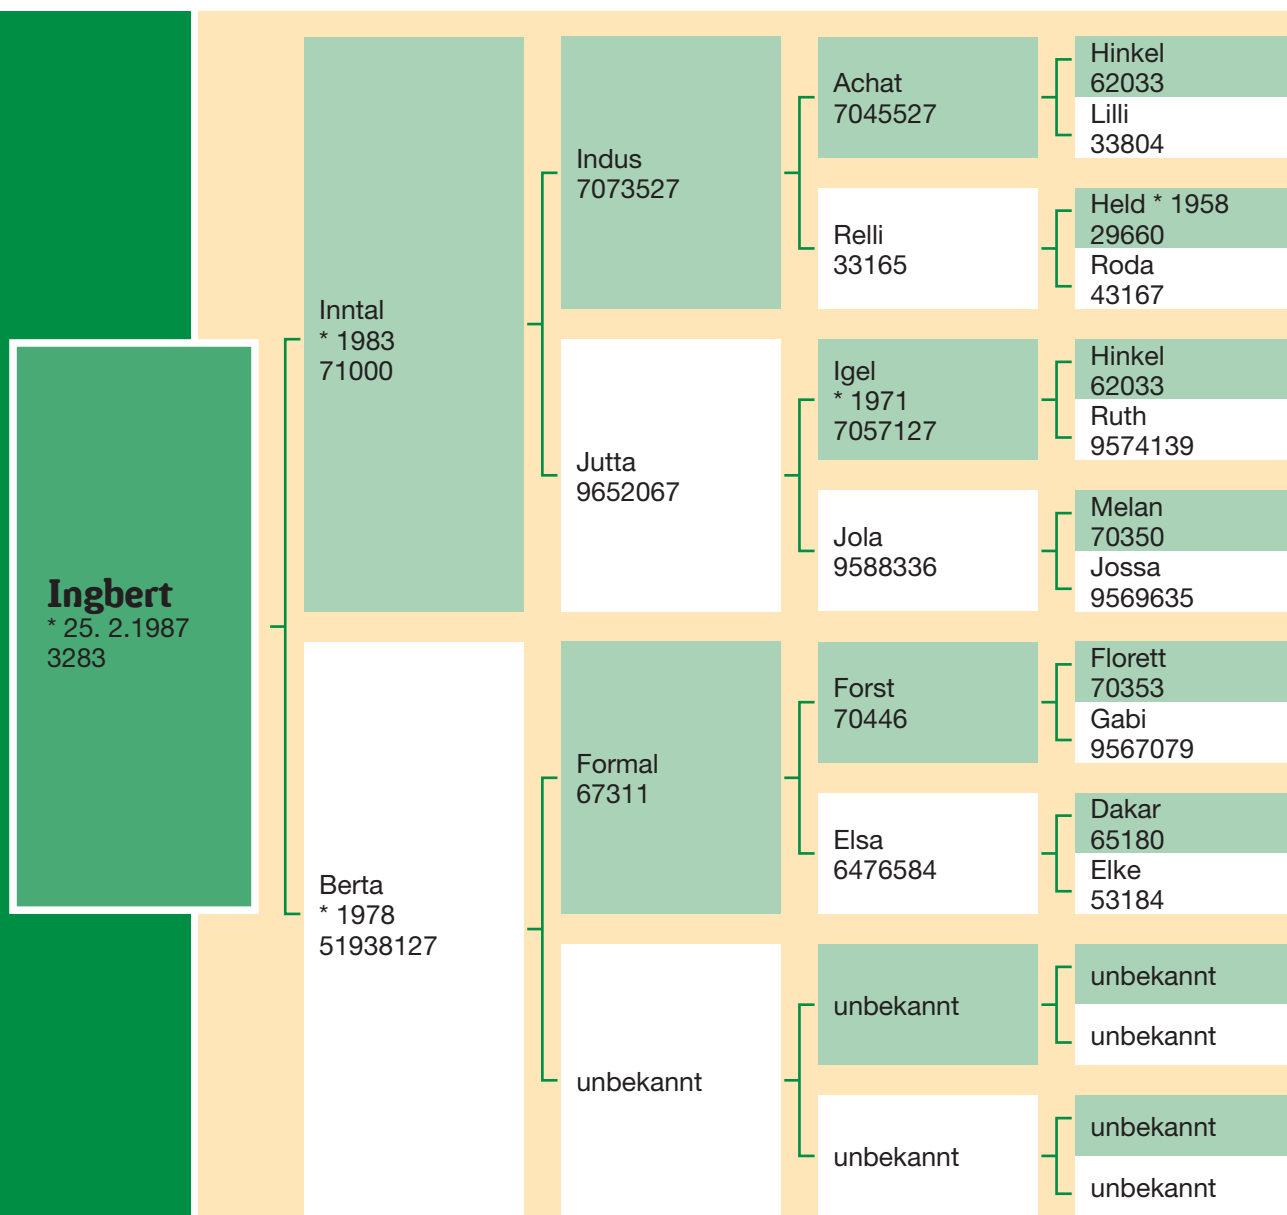 Ingbert
* 25. 2.1987
3283
Inntal
* 1983
71000
Berta
* 1978
51938127
Indus
7073527
Jutta
9652067
Formal
67311
unbekannt
Achat
7045527
Relli
33165
Igel
* 1971
7057127
Jola
9588336
Forst
70446
Elsa
6476584
unbekannt
unbekannt
Hinkel
62033
Lilli
33804
Held * 1958
29660
Roda
43167
Hinkel
62033
Ruth
9574139
Melan
70350
Jossa
9569635
Florett
70353
Gabi
9567079
Dakar
65180
Elke
53184
unbekannt
unbekannt
unbekannt
unbekannt